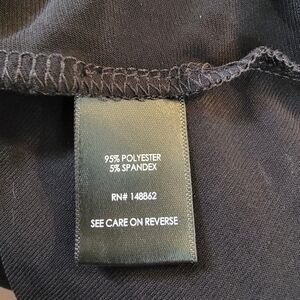 95% POLYESTER
5% SPANDEX
RN# 148862
SEE CARE ON REVERSE